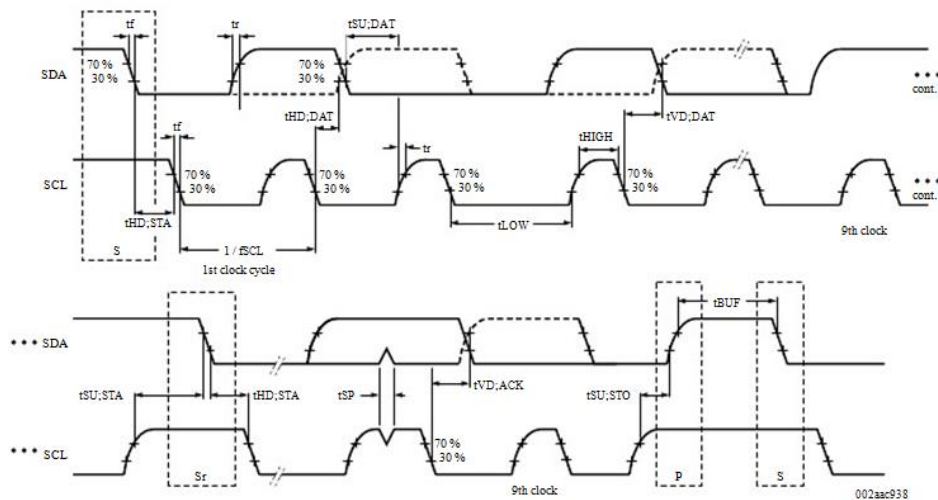 tf
tr
tSU;DAT
SDA
70 %
30 %
70 %
30 %
cont.
tHD;DAT
tVD;DAT
tf
tr
tHIGH
SCL
70 %
30 %
70 %
30 %
70 %
30 %
70 %
30 %
cont.
tHD;STA
tLOW
9th clock
S
1 / fSCL
1st clock cycle
tBUF
SDA
tSU;STA
tHD;STA
tSP
tVD;ACK
tSU;STO
SCL
70 %
30 %
Sr
P
S
9th clock
002aac938